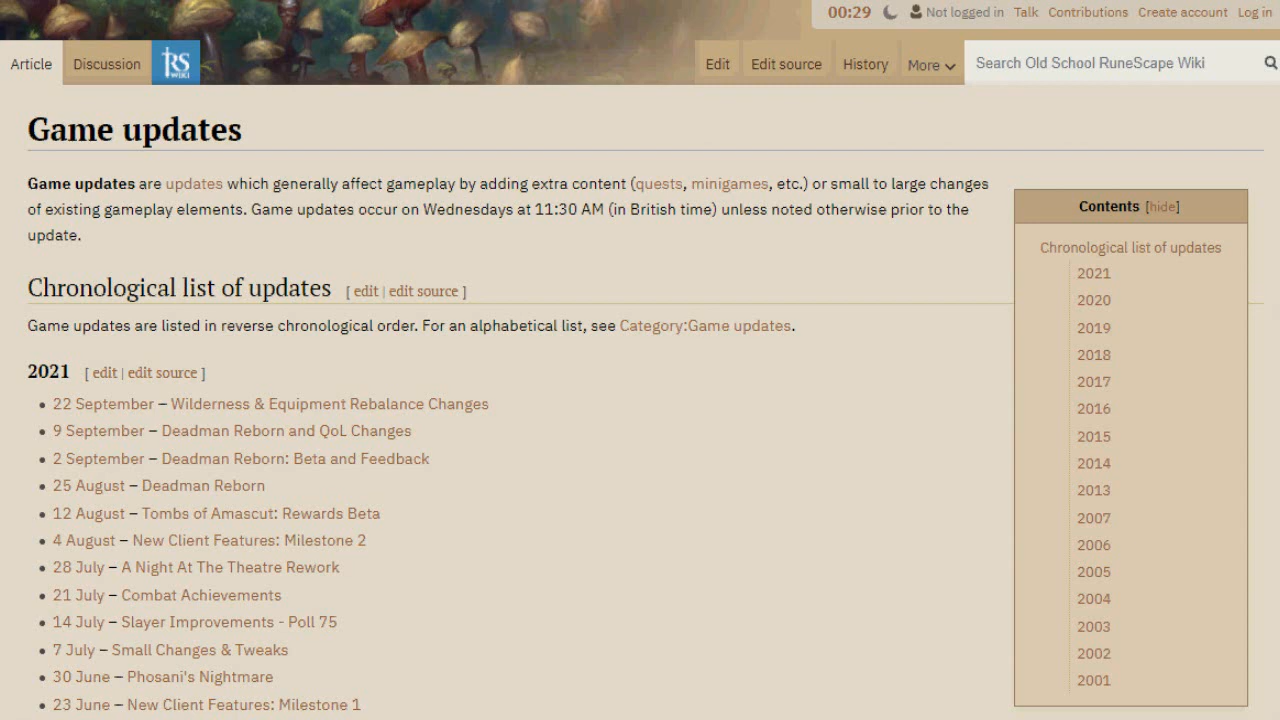 00:29 Not logged in Talk Contributions Create account Log in
Article Discussion RS WIKI Edit Edit source History More Search Old School RuneScape Wiki
Game updates
Game updates are updates which generally affect gameplay by adding extra content (quests, minigames, etc.) or small to large changes
of existing gameplay elements. Game updates occur on Wednesdays at 11:30 AM (in British time) unless noted otherwise prior to the
update.
Chronological list of updates [ edit | edit source ]
Game updates are listed in reverse chronological order. For an alphabetical list, see Category:Game updates.
2021 [ edit | edit source ]
• 22 September – Wilderness & Equipment Rebalance Changes
• 9 September – Deadman Reborn and QoL Changes
• 2 September – Deadman Reborn: Beta and Feedback
• 25 August – Deadman Reborn
• 12 August – Tombs of Amascut: Rewards Beta
• 4 August – New Client Features: Milestone 2
• 28 July – A Night At The Theatre Rework
• 21 July – Combat Achievements
• 14 July – Slayer Improvements - Poll 75
• 7 July – Small Changes & Tweaks
• 30 June – Phosani's Nightmare
• 23 June – New Client Features: Milestone 1
Contents [hide]
Chronological list of updates
2021
2020
2019
2018
2017
2016
2015
2014
2013
2007
2006
2005
2004
2003
2002
2001